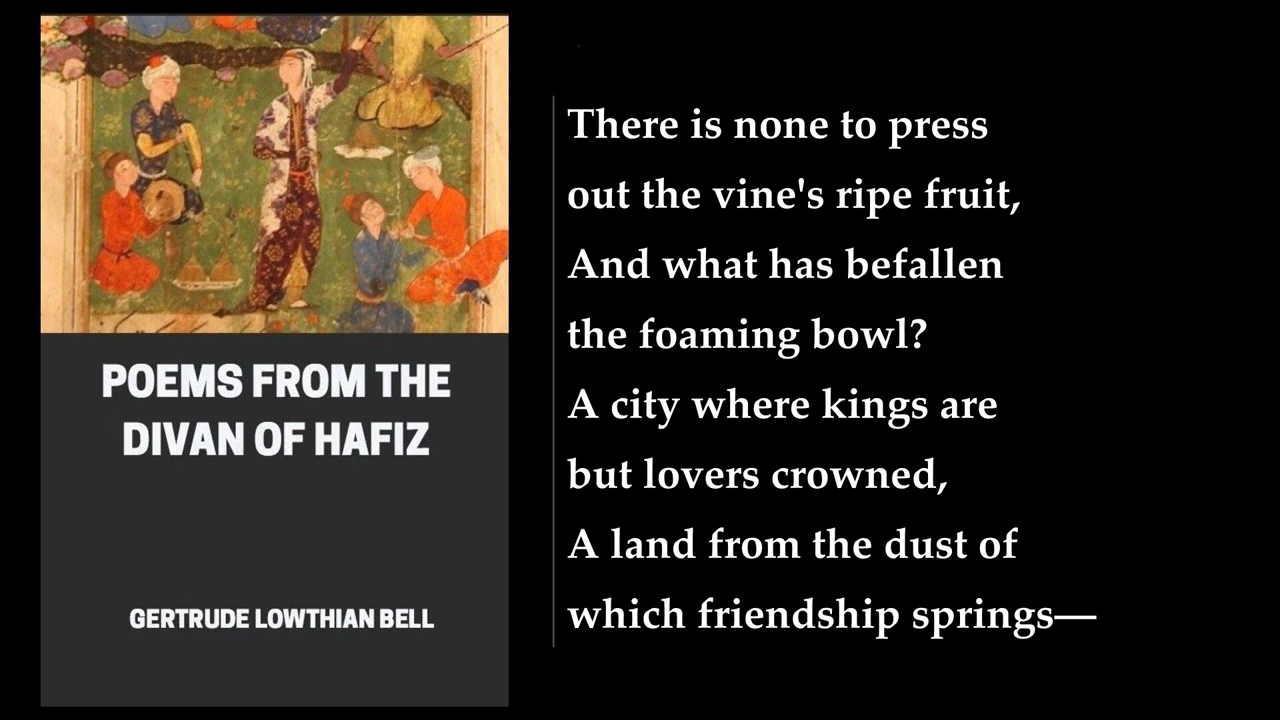 POEMS FROM THE
DIVAN OF HAFIZ
GERTRUDE LOWTHIAN BELL
There is none to press
out the vine's ripe fruit,
And what has befallen
the foaming bowl?
A city where kings are
but lovers crowned,
A land from the dust of
which friendship springs—